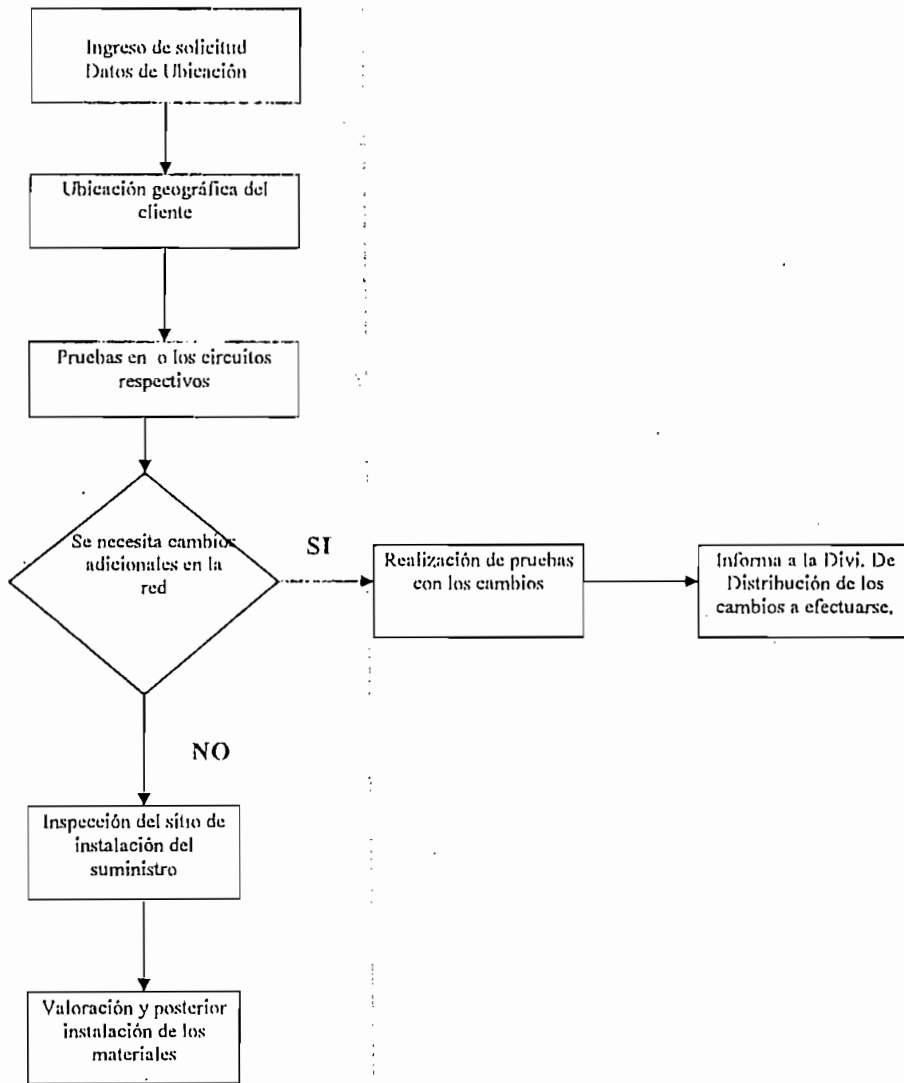 Ingreso de solicitud
Datos de Ubicación
Ubicación geográfica del
cliente
Pruebas en o los circuitos
respectivos
Se necesita cambios
adicionales en la
red
SI
Realización de pruebas
con los cambios
Informa a la Divi. De
Distribución de los
cambios a efectuarse.
NO
Inspección del sitio de
instalación del
suministro
Valoración y posterior
instalación de los
materiales